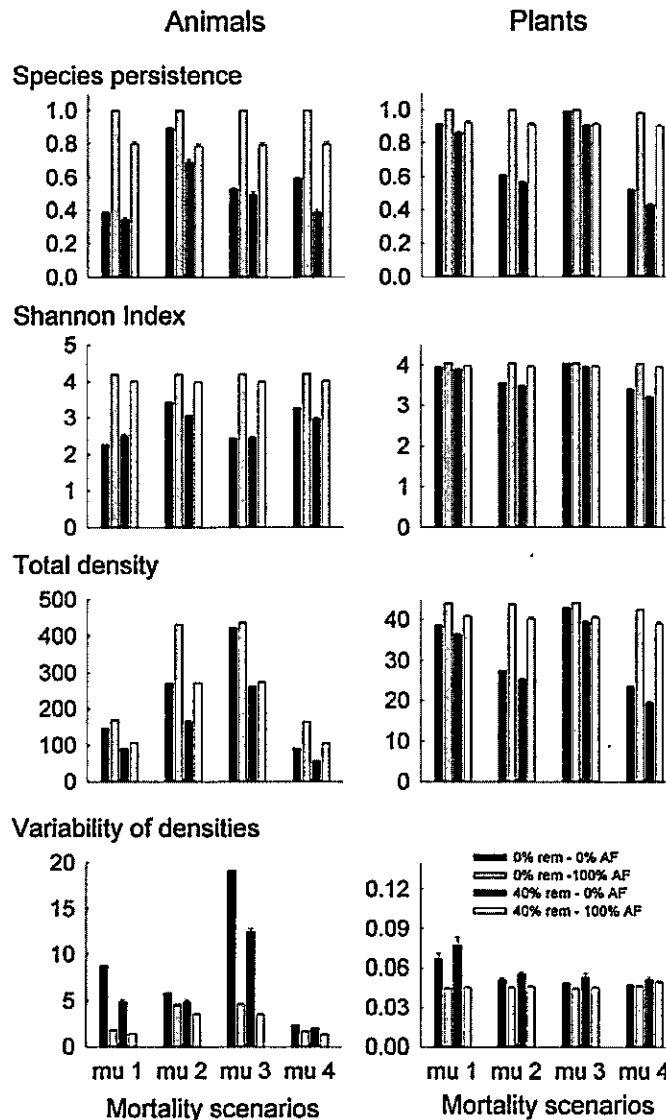 Animals Plants
Species persistence
1.0 1.0
0.8 0.8
0.6 0.6
0.4 0.4
0.2 0.2
0.0 0.0
Shannon Index
5
4 4
3 3
2 2
1 1
0 0
Total density
500
400 40
300 30
200 20
100 10
0 0
Variability of densities
20
15 0.12
10 0.09
5 0.06
0.03
0 0.00
0% rem - 0% AF
0% rem -100% AF
40% rem - 0% AF
40% rem - 100% AF
mu 1 mu 2 mu 3 mu 4 mu 1 mu 2 mu 3 mu 4
Mortality scenarios Mortality scenarios